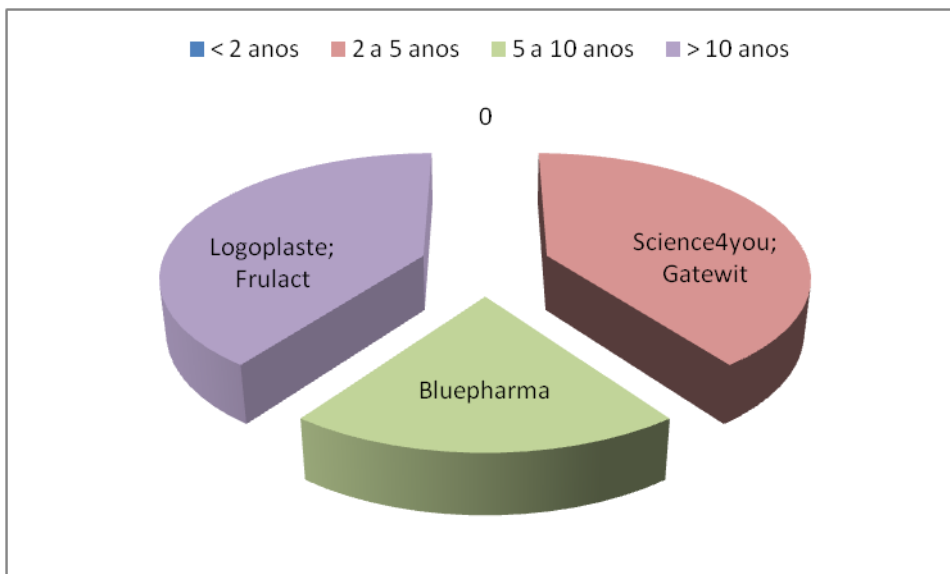 < 2 anos 2 a 5 anos 5 a 10 anos > 10 anos
0
Logoplaste;
Frulact
Science4you;
Gatewit
Bluepharma